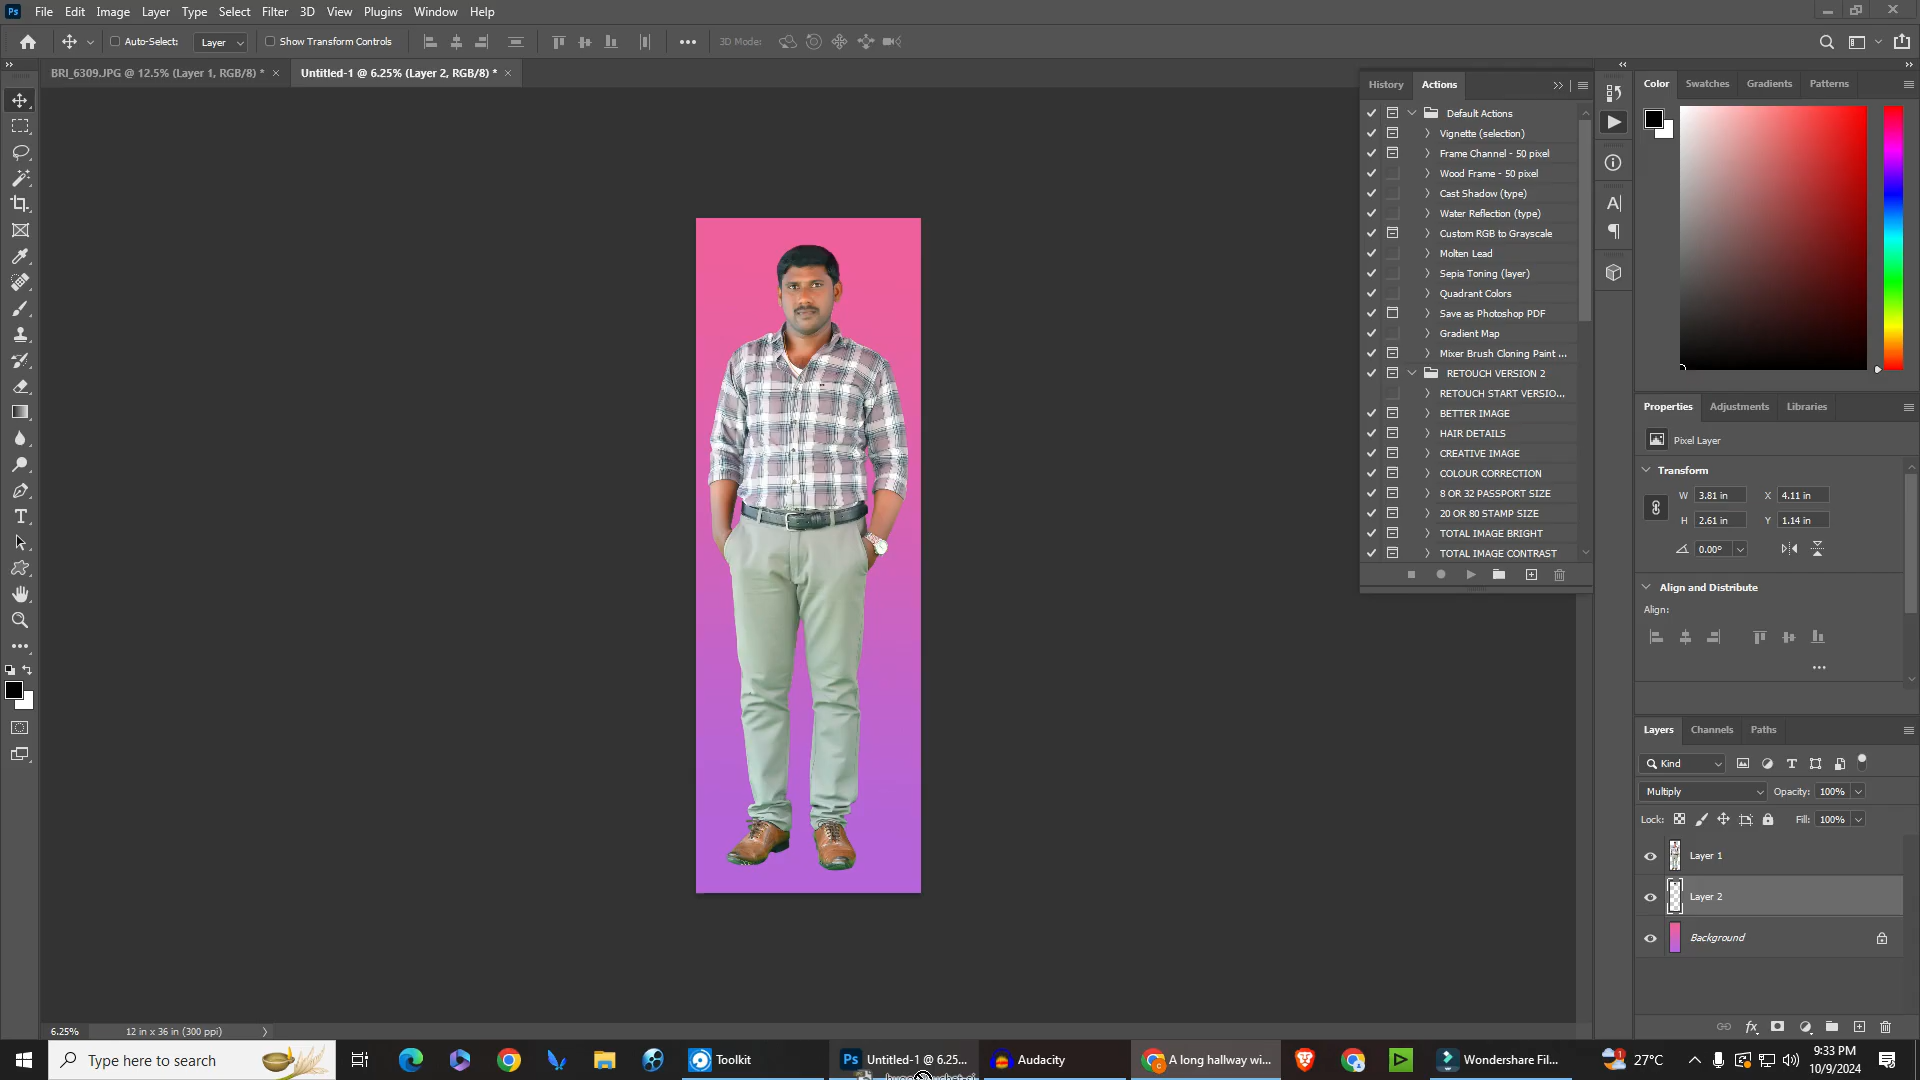 Ps File Edit Image Layer Type Select Filter 3D View Plugins Window Help
Auto-Select: Layer Show Transform Controls 3D Mode:
BRI_6309.JPG @ 12.5% (Layer 1, RGB/8) * × Untitled-1 @ 6.25% (Layer 2, RGB/8) * ×
History Actions
Default Actions
Vignette (selection)
Frame Channel - 50 pixel
Wood Frame - 50 pixel
Cast Shadow (type)
Water Reflection (type)
Custom RGB to Grayscale
Molten Lead
Sepia Toning (layer)
Quadrant Colors
Save as Photoshop PDF
Gradient Map
Mixer Brush Cloning Paint ...
RETOUCH VERSION 2
RETOUCH START VERSIO...
BETTER IMAGE
HAIR DETAILS
CREATIVE IMAGE
COLOUR CORRECTION
8 OR 32 PASSPORT SIZE
20 OR 80 STAMP SIZE
TOTAL IMAGE BRIGHT
TOTAL IMAGE CONTRAST
Color Swatches Gradients Patterns
Properties Adjustments Libraries
Pixel Layer
Transform
W 3.81 in X 4.11 in
H 2.61 in Y 1.14 in
0.00°
Align and Distribute
Align:
Layers Channels Paths
Kind
Multiply Opacity: 100%
Lock: Fill: 100%
Layer 1
Layer 2
Background
6.25% 12 in x 36 in (300 ppi)
Type here to search Toolkit Ps Untitled-1 @ 6.25... Audacity A long hallway wi... Wondershare Fil... 27°C 9:33 PM
10/9/2024